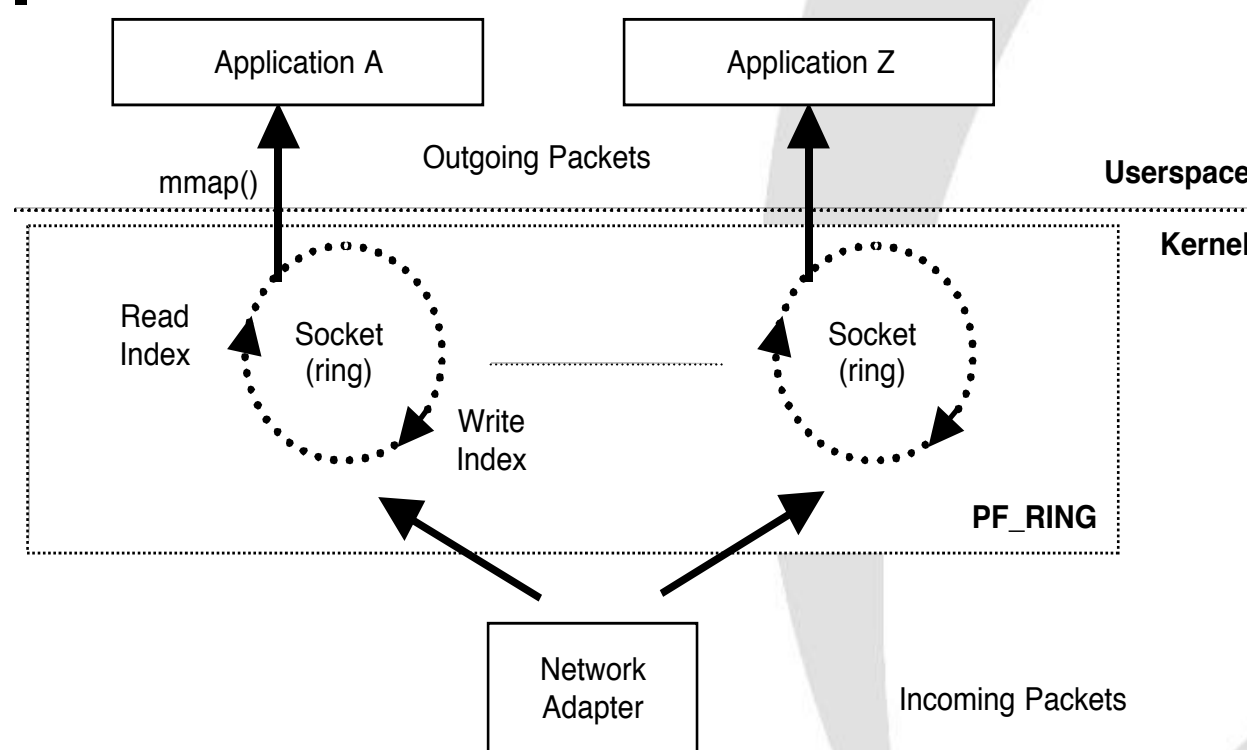 Application A
Application Z
Outgoing Packets
mmap()
Userspace
Kernel
Read
Index
Socket
(ring)
Write
Index
Socket
(ring)
PF_RING
Network
Adapter
Incoming Packets